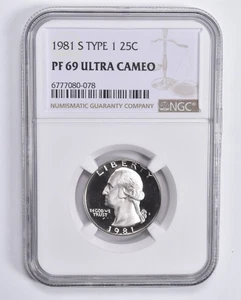 1981 S TYPE 1 25C
PF 69 ULTRA CAMEO
6777080-078
NUMISMATIC GUARANTY COMPANY
NGC
LIBERTY
IN GOD WE
TRUST
1981